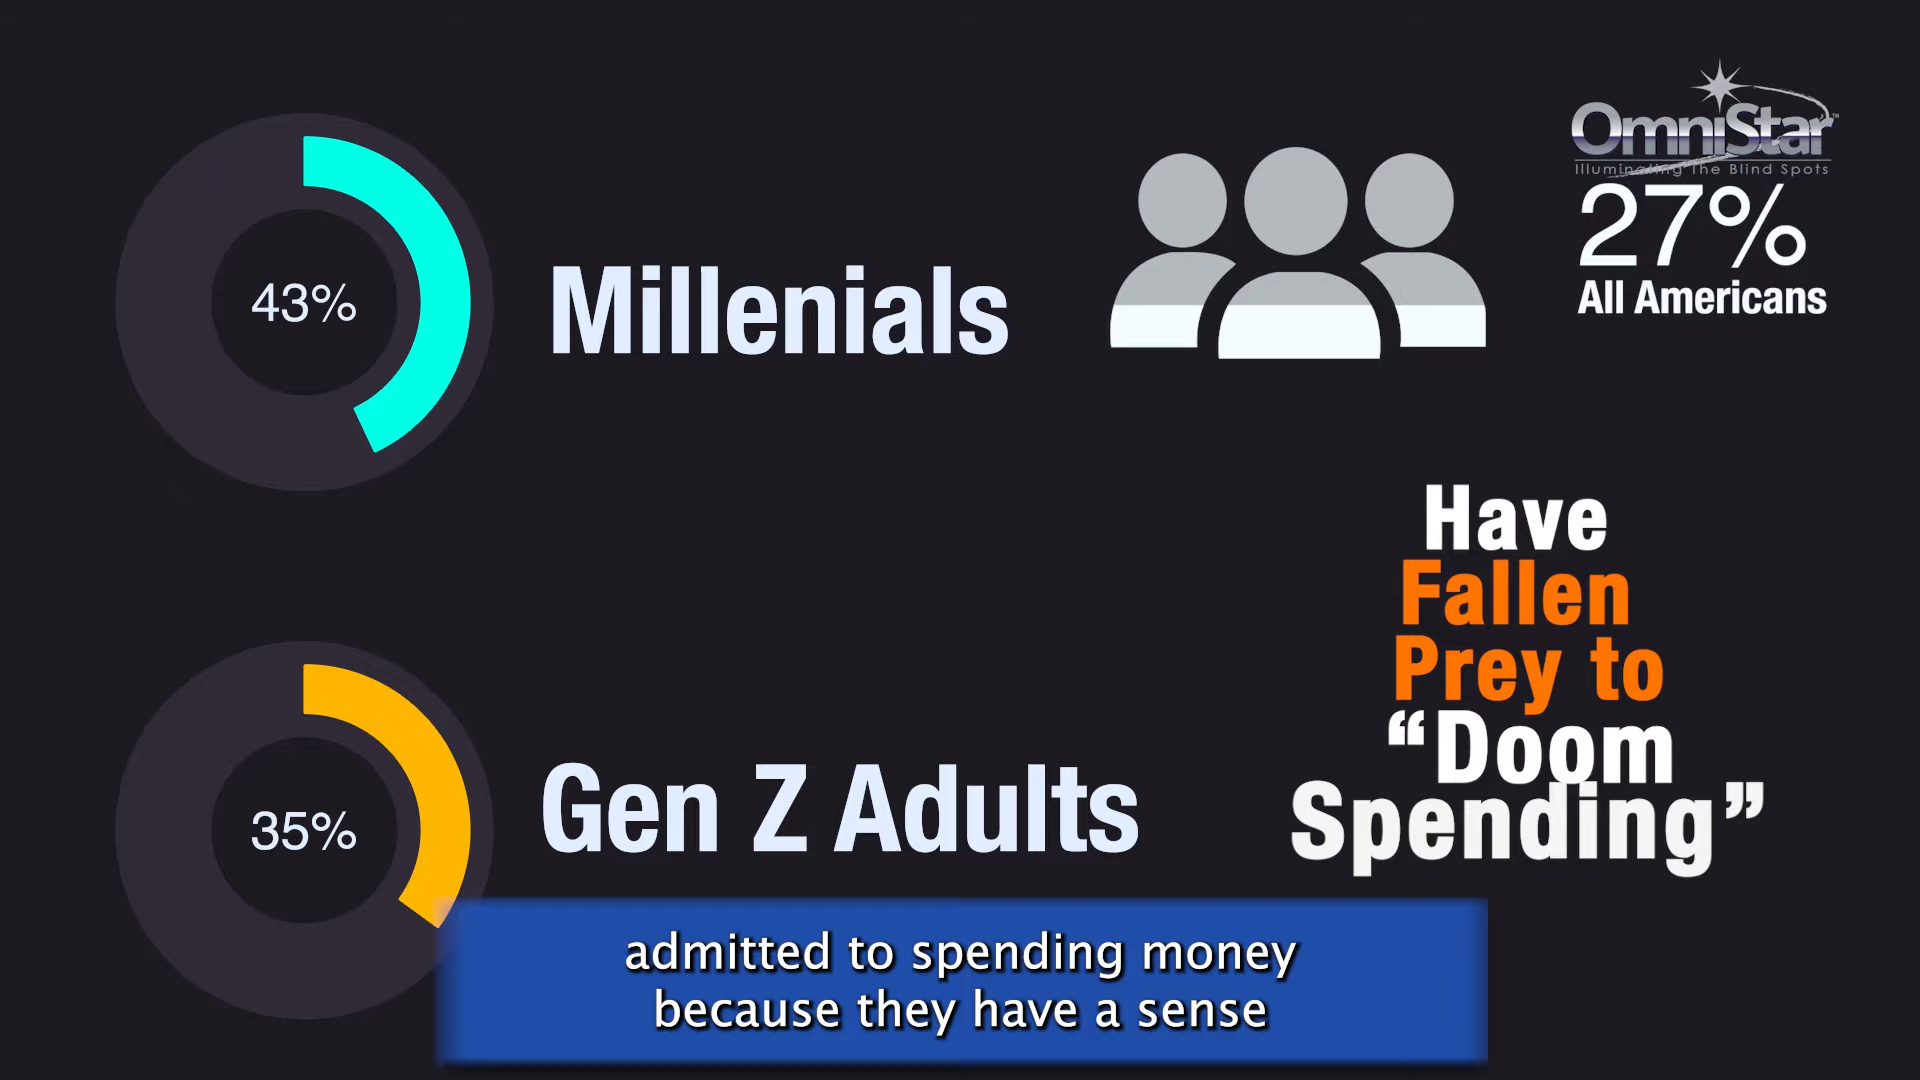 43%
Millenials
OmniStar™
Illuminating The Blind Spots
27%
All Americans
Have
Fallen
Prey to
“Doom
Spending”
35%
Gen Z Adults
admitted to spending money
because they have a sense